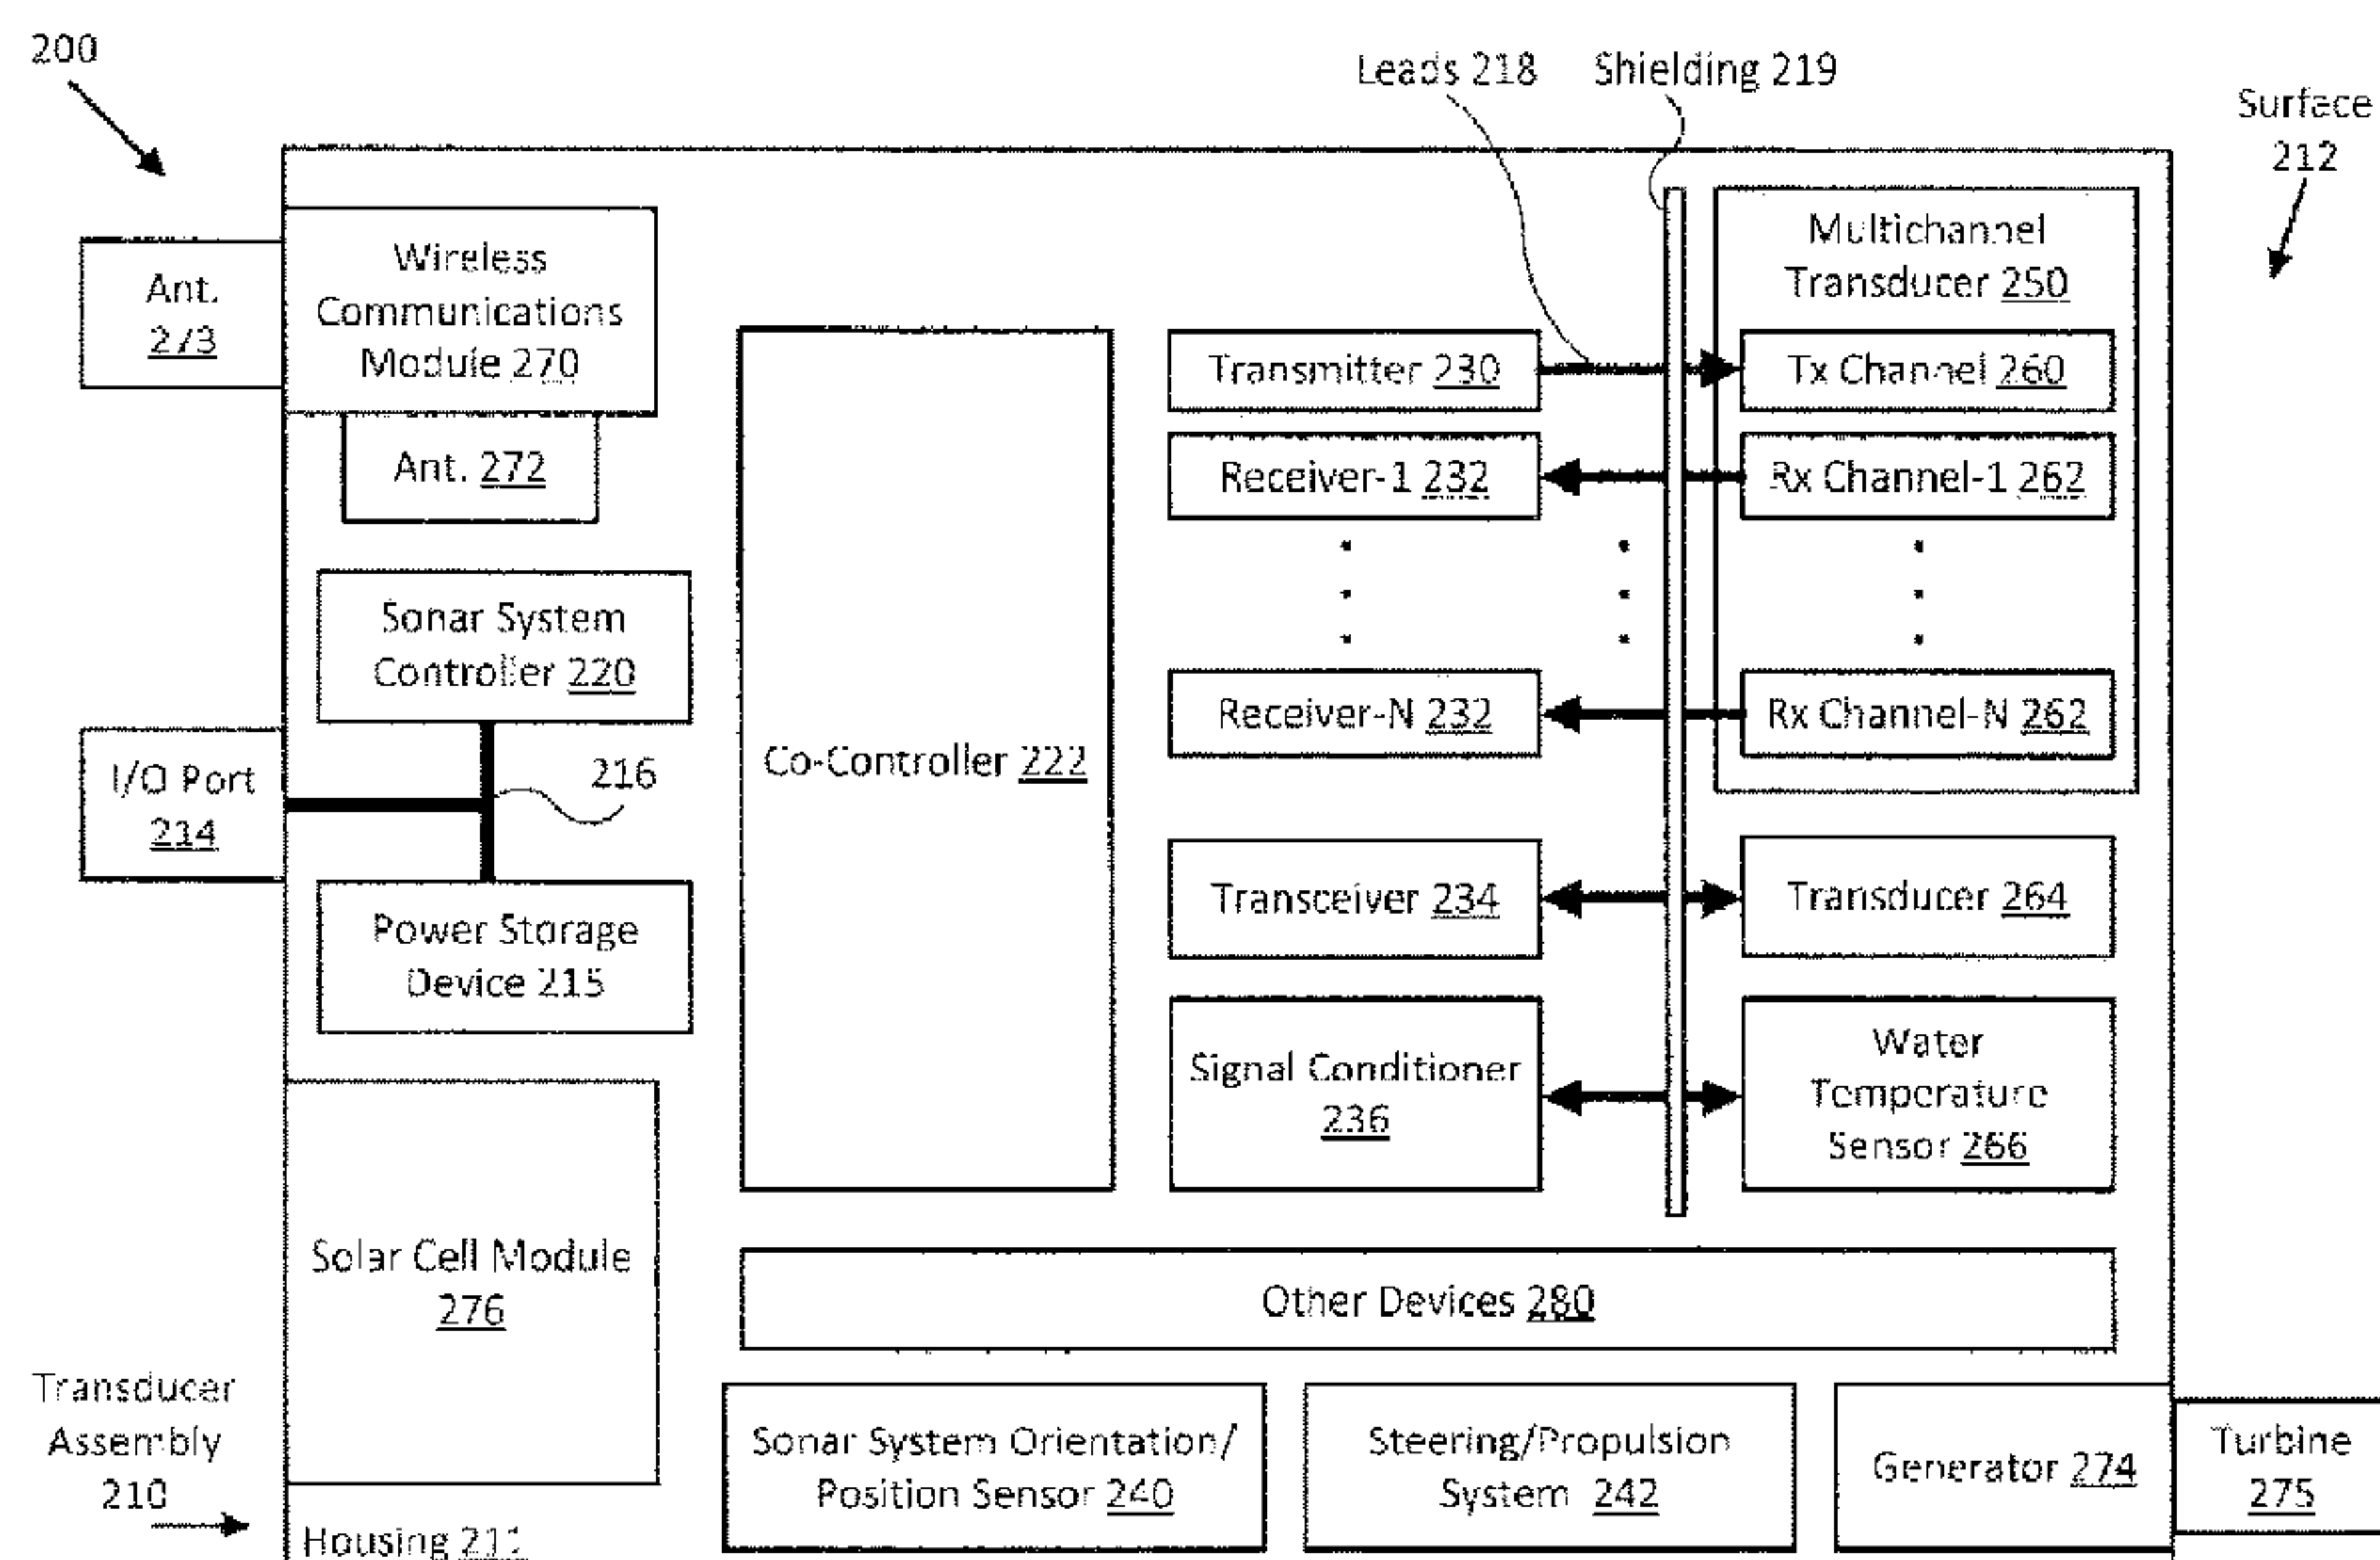 200
Leads 218
Shielding 219
Surface
212
Ant.
273
Wireless
Communications
Module 270
Ant. 272
Multichannel
Transducer 250
Transmitter 230
Tx Channel 260
Receiver-1 232
Rx Channel-1 262
Sonar System
Controller 220
Receiver-N 232
Rx Channel-N 262
I/O Port
214
216
Co-Controller 222
Transceiver 234
Transducer 264
Power Storage
Device 215
Signal Conditioner
236
Water
Temperature
Sensor 266
Solar Cell Module
276
Other Devices 280
Transducer
Assembly
210
Sonar System Orientation/
Position Sensor 240
Steering/Propulsion
System 242
Generator 274
Turbine
275
Housing 211